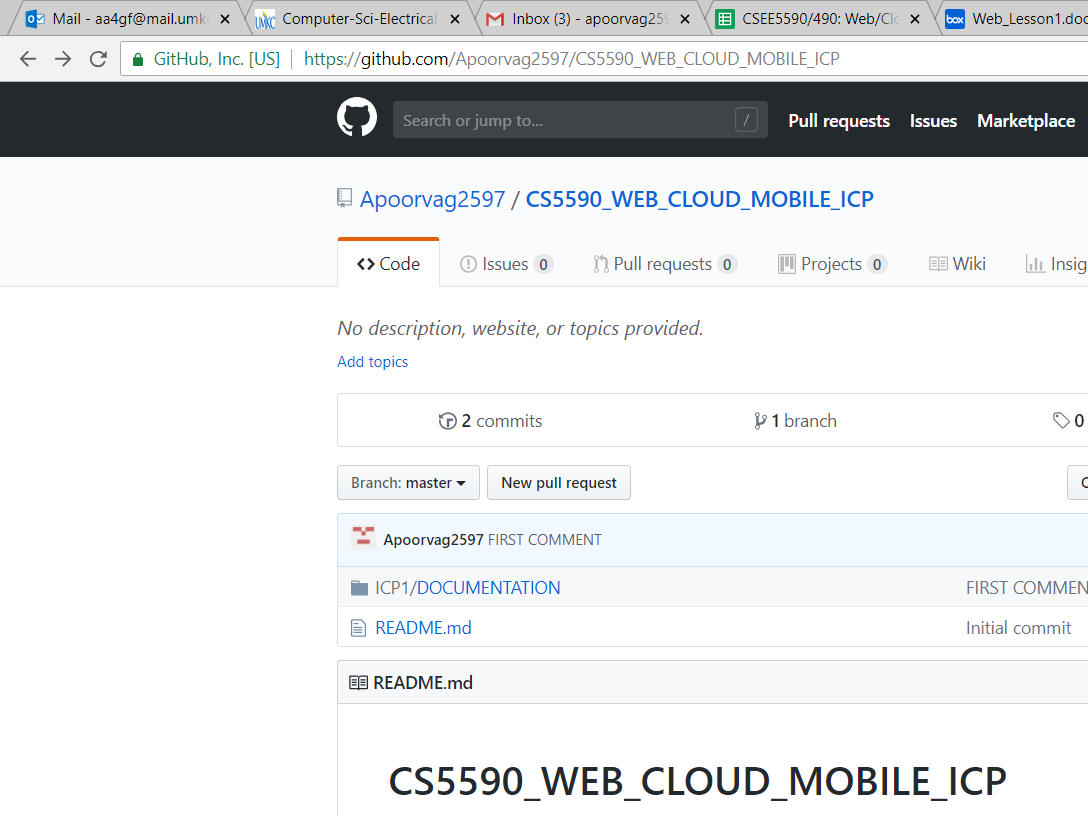 Mail - aa4gf@mail.umk
Computer-Sci-Electrical
Inbox (3) - apoorvag259
CSEE5590/490: Web/Cl
box Web_Lesson1.doc
GitHub, Inc. [US] https://github.com/Apoorvag2597/CS5590_WEB_CLOUD_MOBILE_ICP
Search or jump to... / Pull requests Issues Marketplace
Apoorvag2597 / CS5590_WEB_CLOUD_MOBILE_ICP
Code Issues 0 Pull requests 0 Projects 0 Wiki Insig
No description, website, or topics provided.
Add topics
2 commits 1 branch 0
Branch: master New pull request
Apoorvag2597 FIRST COMMENT
ICP1/DOCUMENTATION FIRST COMMEN
README.md Initial commit
README.md
CS5590_WEB_CLOUD_MOBILE_ICP